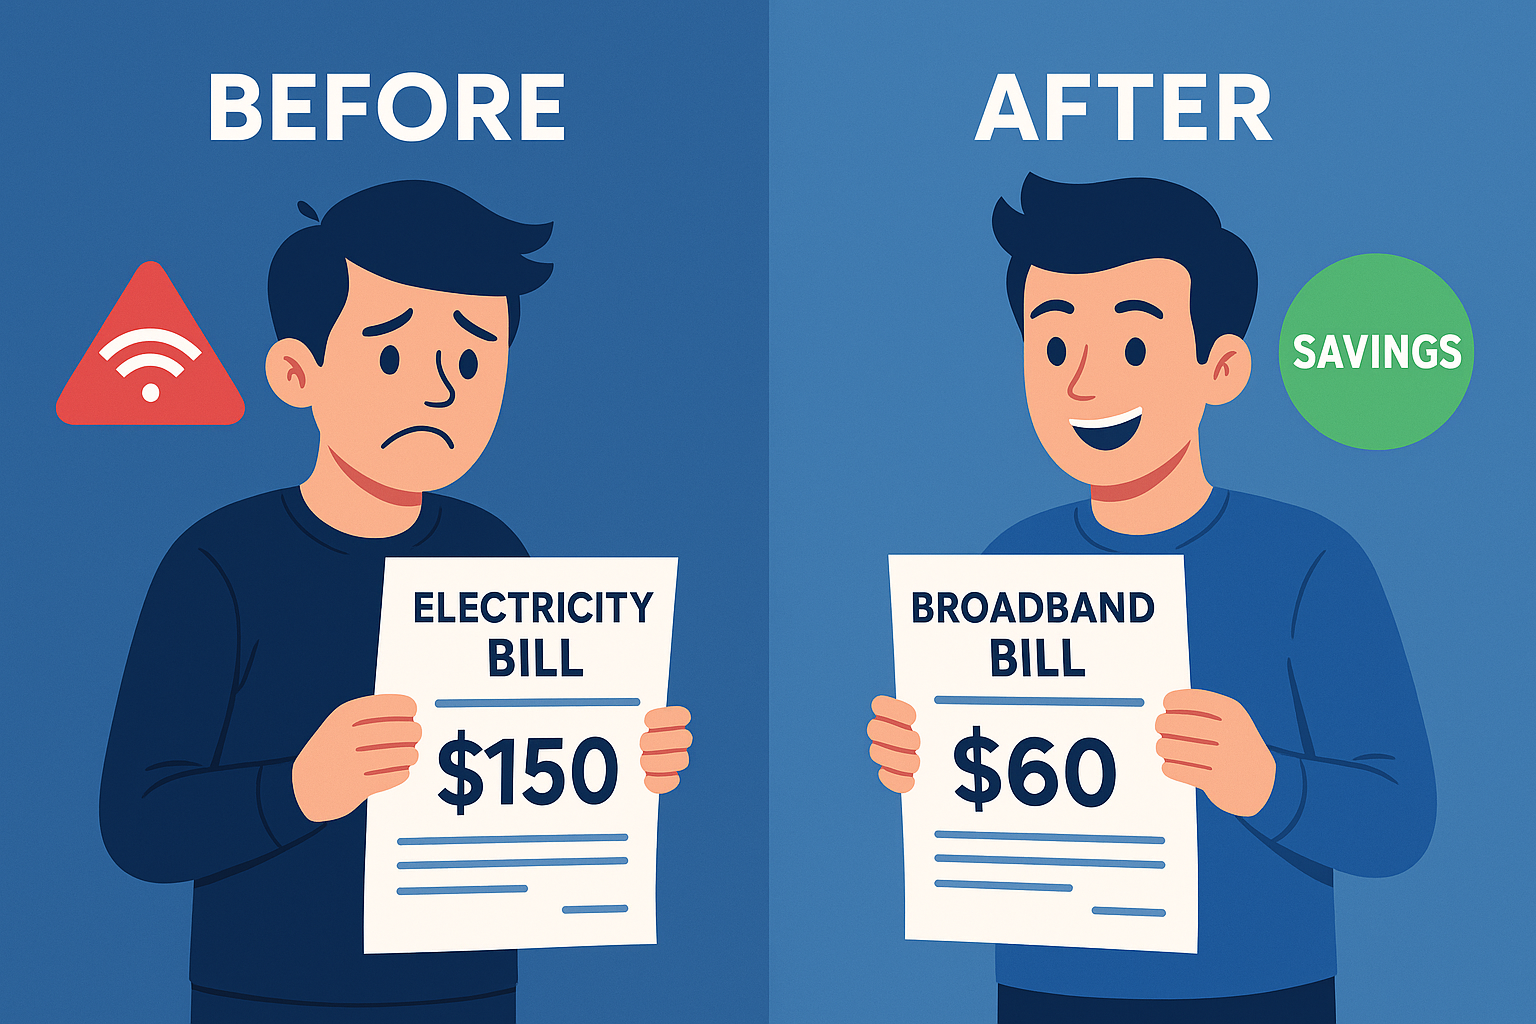 BEFORE
ELECTRICITY
BILL
$150
AFTER
SAVINGS
BROADBAND
BILL
$60